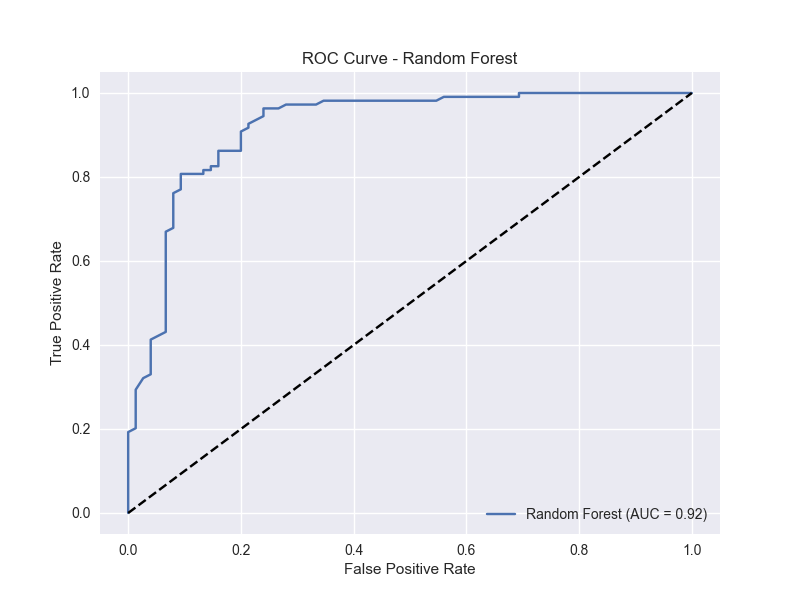 ROC Curve - Random Forest
1.0
0.8
0.6
0.4
0.2
0.0
True Positive Rate
0.0 0.2 0.4 0.6 0.8 1.0
False Positive Rate
Random Forest (AUC = 0.92)